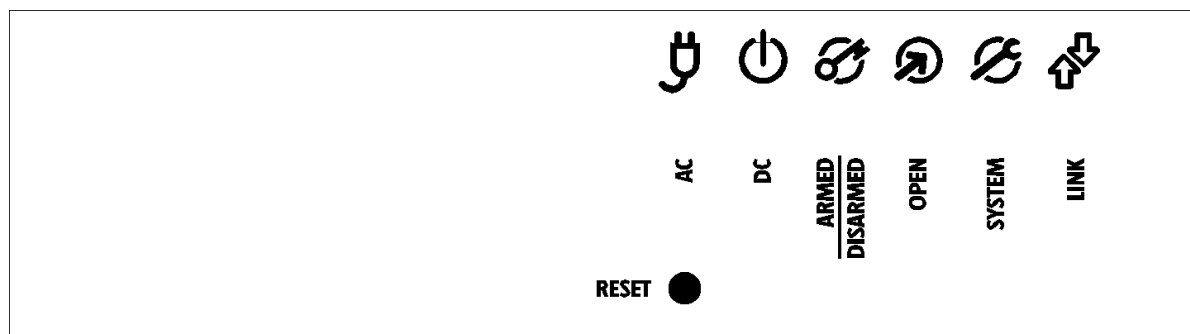 AC
DC
ARMED
DISARMED
OPEN
SYSTEM
LINK
RESET